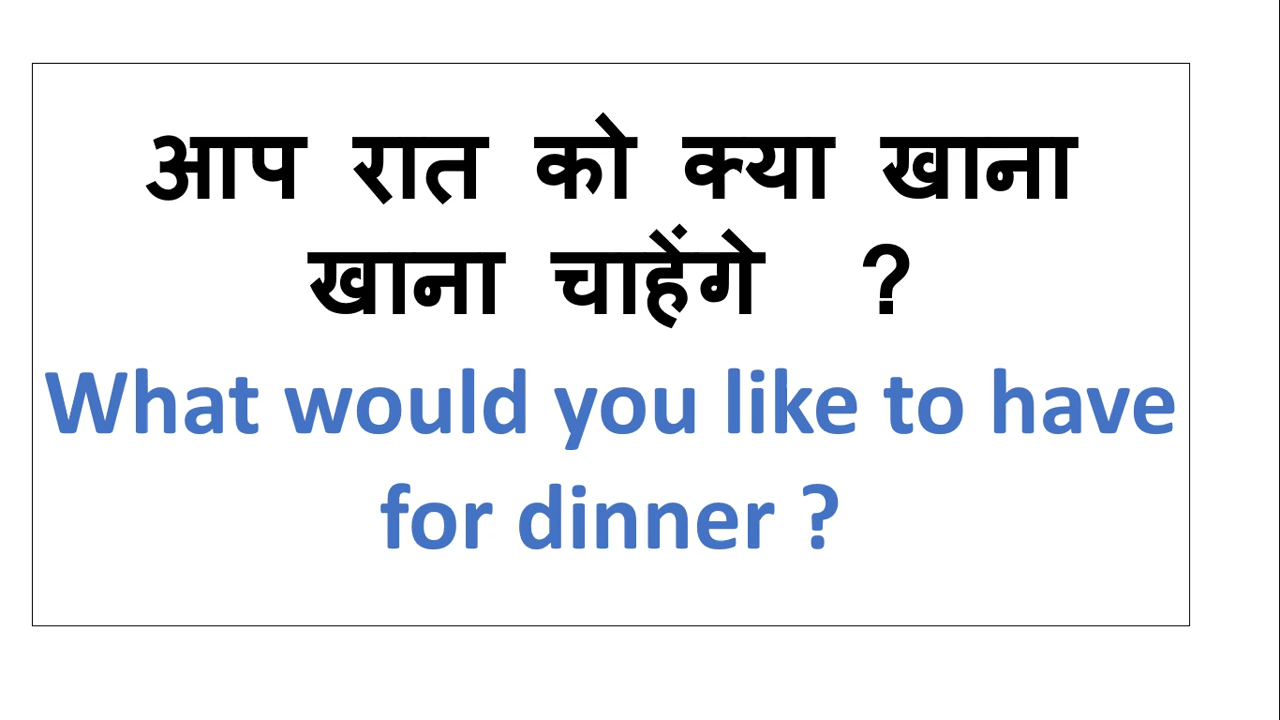 आप रात को क्या खाना
खाना चाहेंगे ?
What would you like to have
for dinner ?